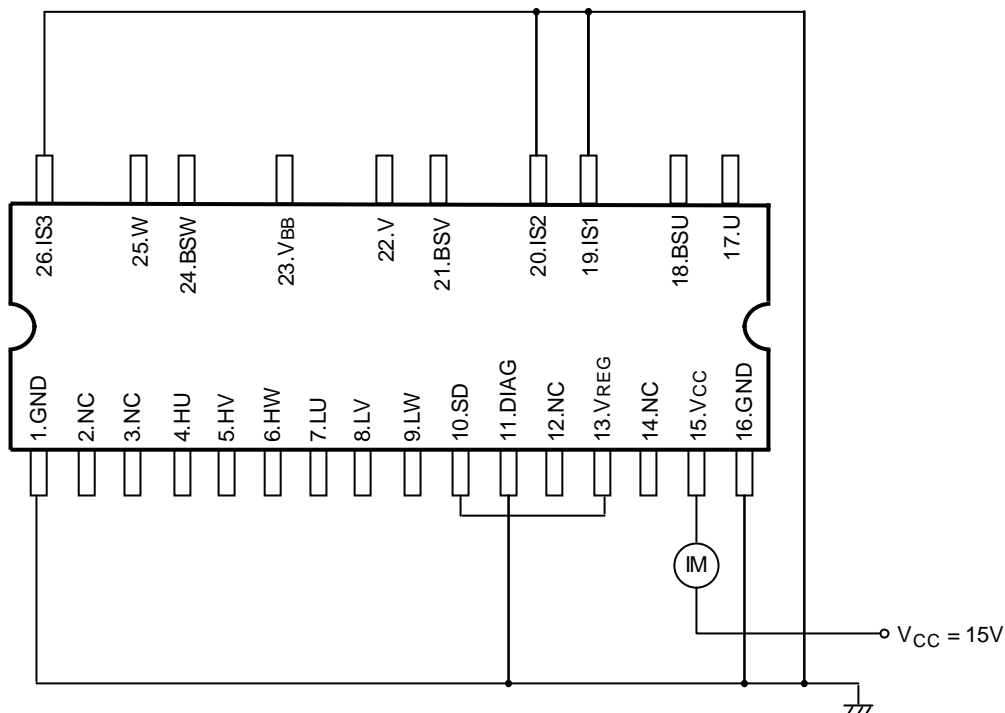 26.IS3
25.W
24.BSW
23.VBB
22.V
21.BSV
20.IS2
19.IS1
18.BSU
17.U
1.GND
2.NC
3.NC
4.HU
5.HV
6.HW
7.LU
8.LV
9.LW
10.SD
11.DIAG
12.NC
13.VREG
14.NC
15.VCC
16.GND
IM
VCC = 15V